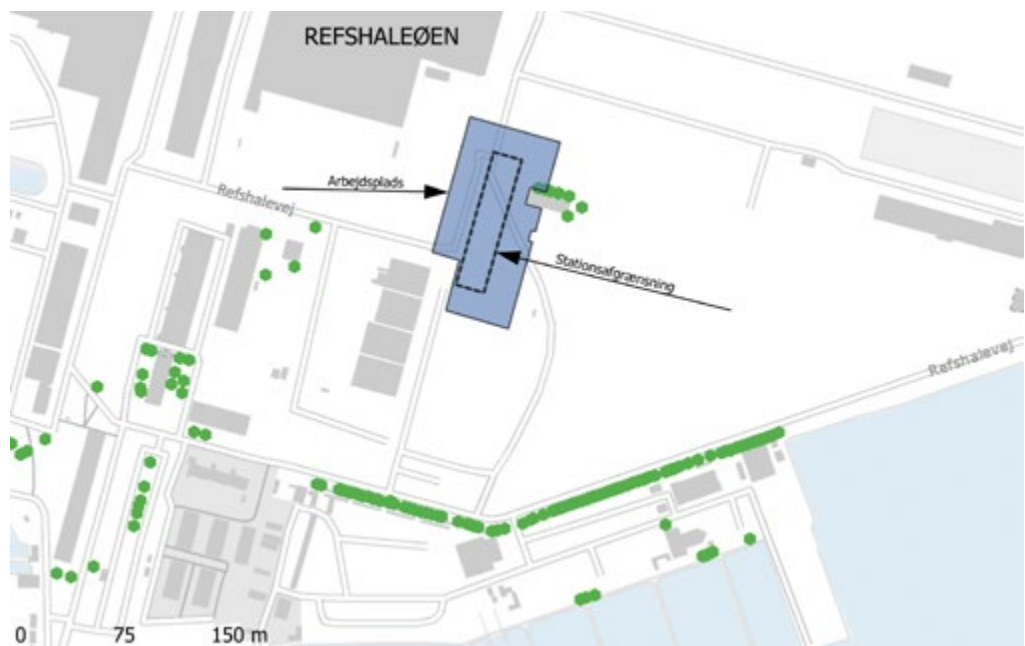 REFSHALEØEN
Arbejdsplads
Refshalevej
Stationsafgrænsning
Refshalevej
0 75 150 m